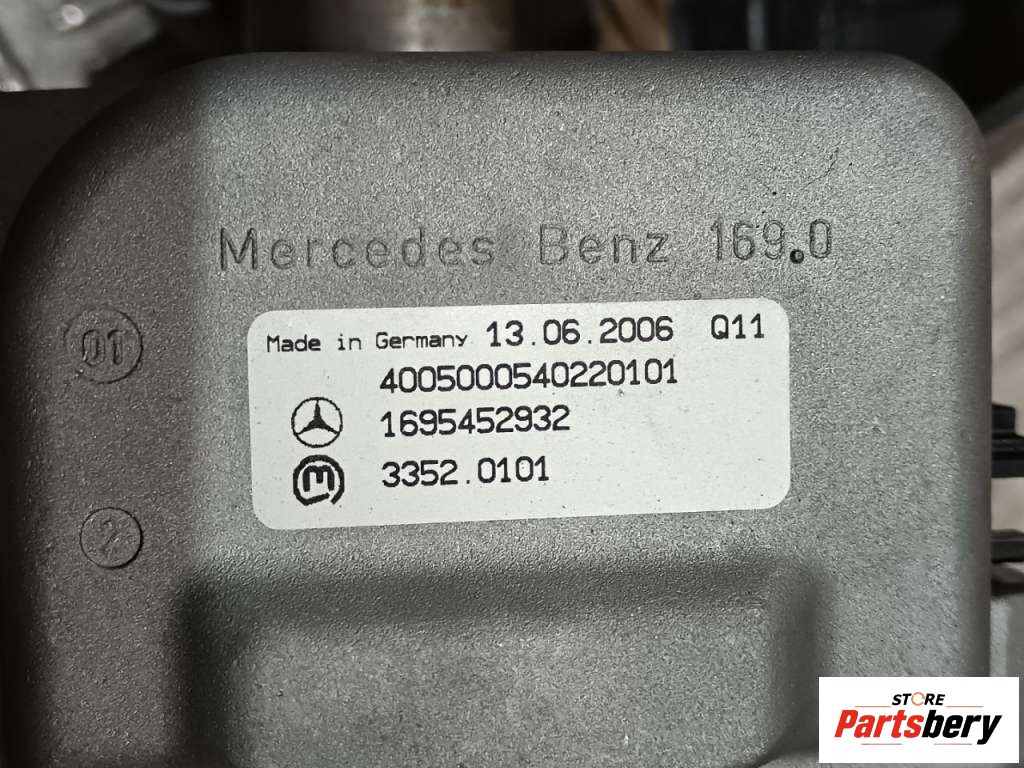 Mercedes Benz 169.0
Made in Germany 13.06.2006 Q11
4005000540220101
1695452932
3352.0101
01
2
STORE
Partsbery